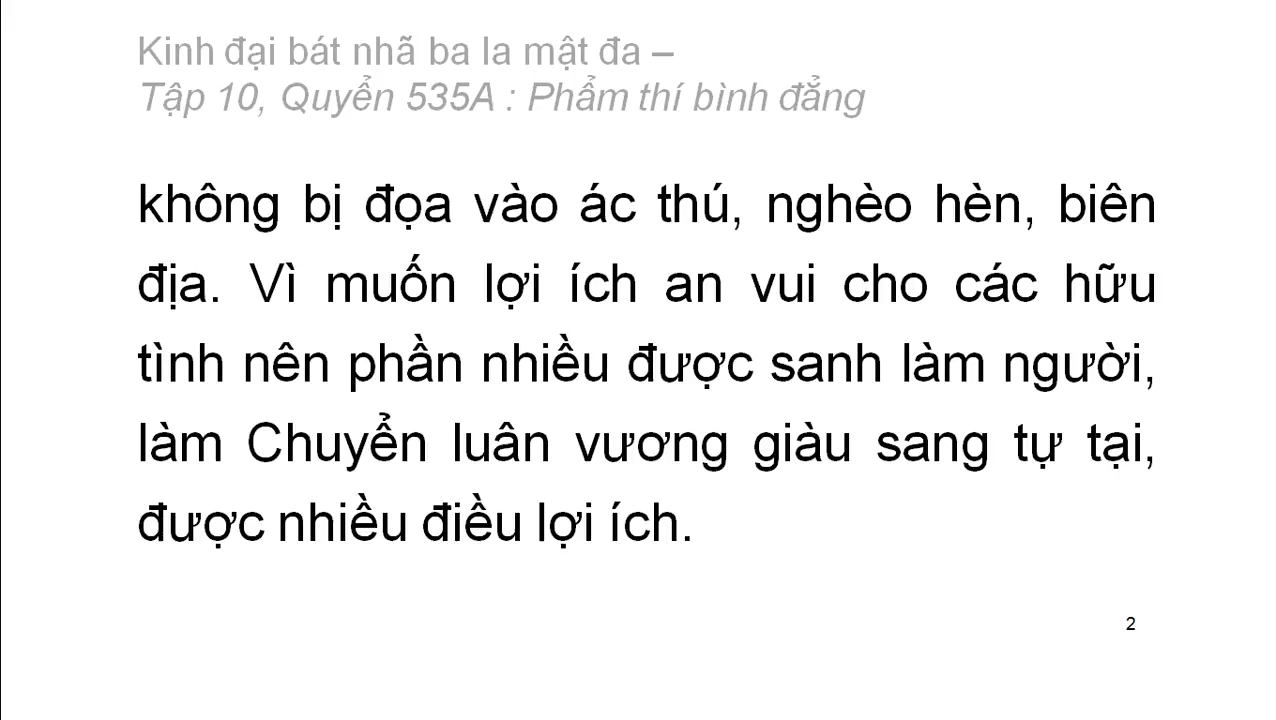 Kinh đại bát nhã ba la mật đa –
Tập 10, Quyển 535A : Phẩm thí bình đẳng
không bị đọa vào ác thú, nghèo hèn, biên
địa. Vì muốn lợi ích an vui cho các hữu
tình nên phần nhiều được sanh làm người,
làm Chuyển luân vương giàu sang tự tại,
được nhiều điều lợi ích.
2